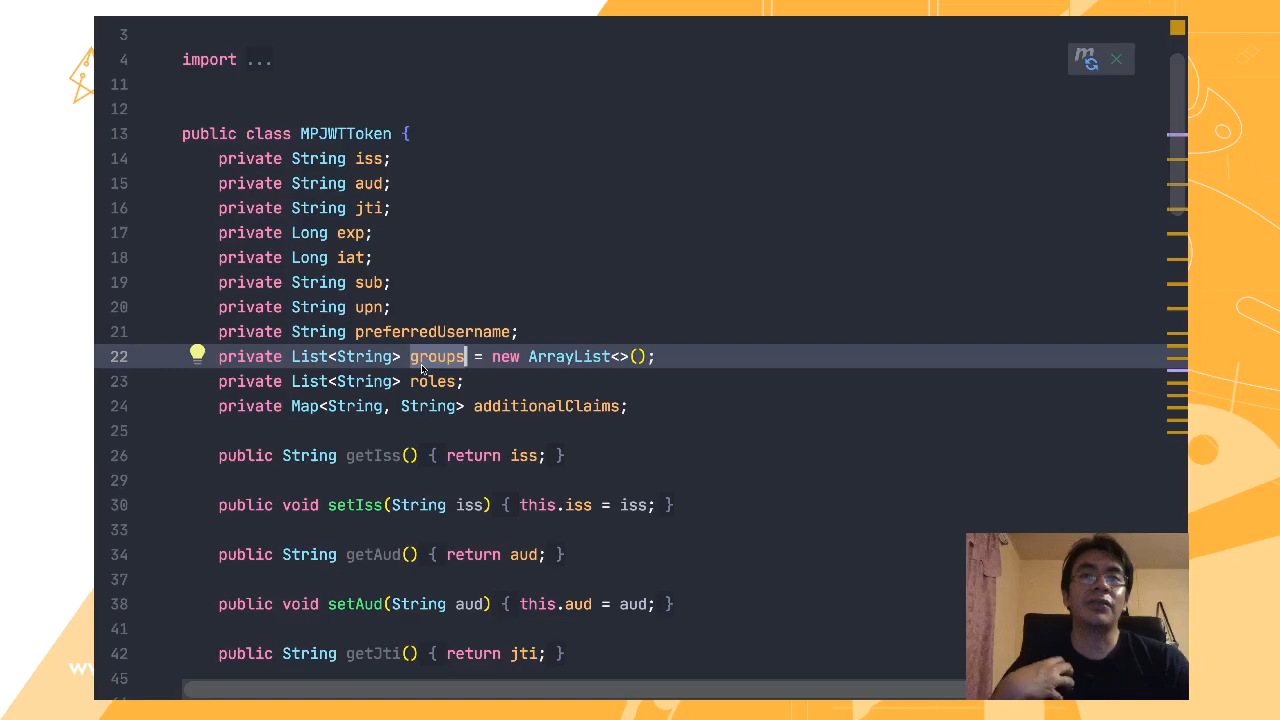 3
4 import ...
11
12
13 public class MPJWTToken {
14 private String iss;
15 private String aud;
16 private String jti;
17 private Long exp;
18 private Long iat;
19 private String sub;
20 private String upn;
21 private String preferredUsername;
22 private List<String> groups = new ArrayList<>();
23 private List<String> roles;
24 private Map<String, String> additionalClaims;
25
26 public String getIss() { return iss; }
29
30 public void setIss(String iss) { this.iss = iss; }
33
34 public String getAud() { return aud; }
37
38 public void setAud(String aud) { this.aud = aud; }
41
42 public String getJti() { return jti; }
45